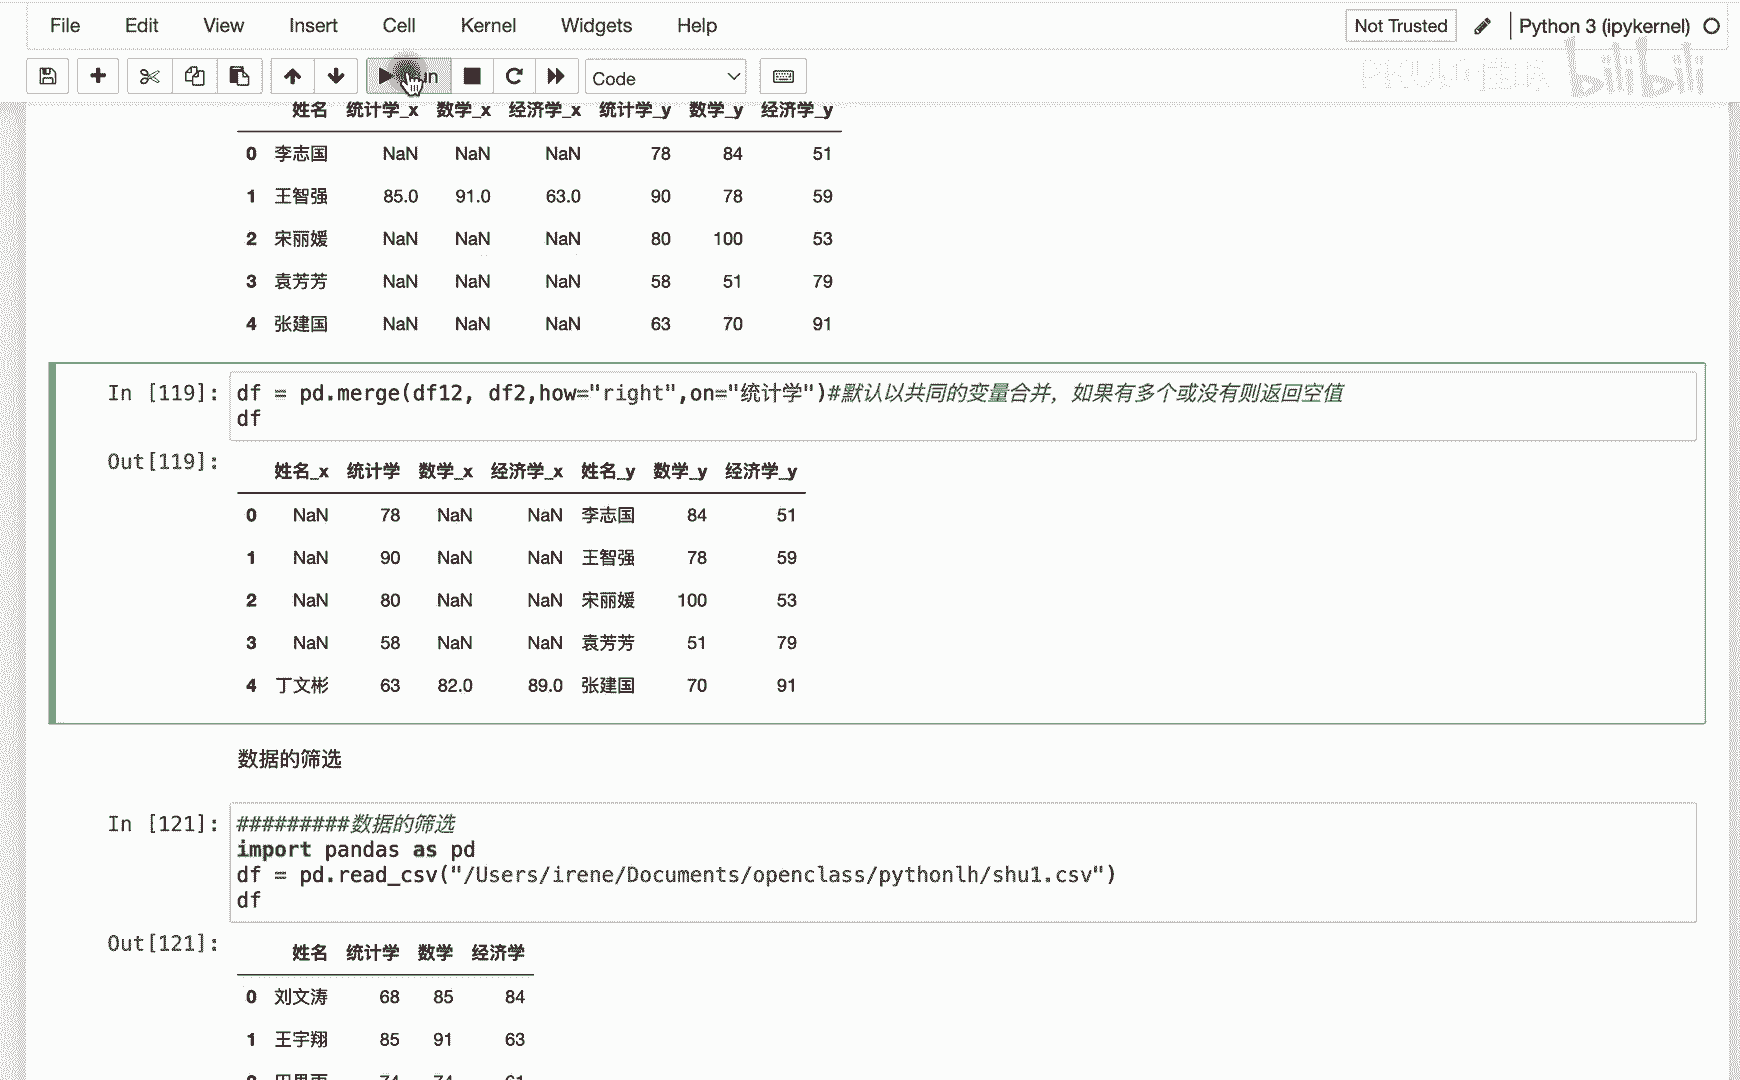 File Edit View Insert Cell Kernel Widgets Help Not Trusted Python 3 (ipykernel)
Code
bilibili
姓名 统计学_x 数学_x 经济学_x 统计学_y 数学_y 经济学_y
0 李志国 NaN NaN NaN 78 84 51
1 王智强 85.0 91.0 63.0 90 78 59
2 宋丽媛 NaN NaN NaN 80 100 53
3 袁芳芳 NaN NaN NaN 58 51 79
4 张建国 NaN NaN NaN 63 70 91
In [119]: df = pd.merge(df12, df2,how="right",on="统计学")#默认以共同的变量合并，如果有多个或没有则返回空值
df
Out[119]:
姓名_x 统计学 数学_x 经济学_x 姓名_y 数学_y 经济学_y
0 NaN 78 NaN NaN 李志国 84 51
1 NaN 90 NaN NaN 王智强 78 59
2 NaN 80 NaN NaN 宋丽媛 100 53
3 NaN 58 NaN NaN 袁芳芳 51 79
4 丁文彬 63 82.0 89.0 张建国 70 91
数据的筛选
In [121]: #########数据的筛选
import pandas as pd
df = pd.read_csv("/Users/irene/Documents/openclass/pythonlh/shu1.csv")
df
Out[121]:
姓名 统计学 数学 经济学
0 刘文涛 68 85 84
1 王宇翔 85 91 63